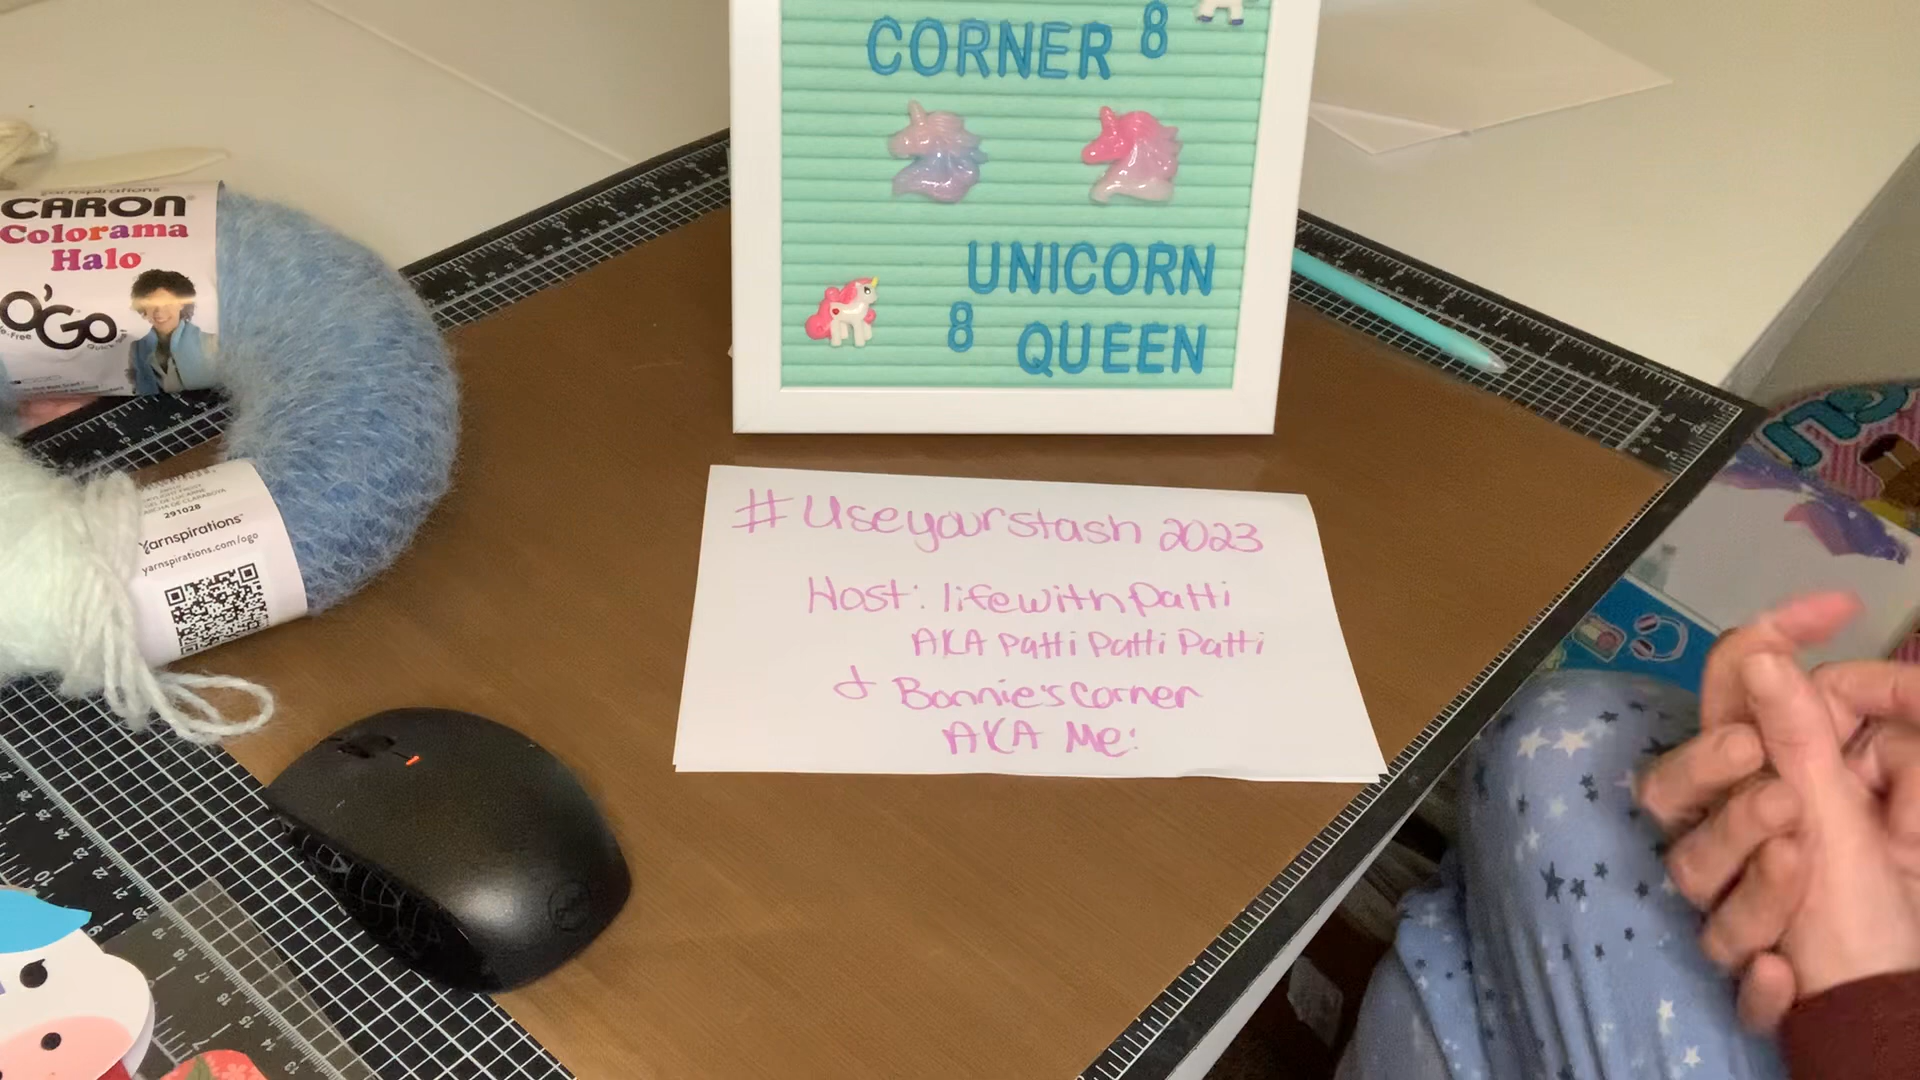 CORNER 8
UNICORN
8 QUEEN
yarnspirations
CARON
Colorama
Halo
O'Go
#Useyourstash 2023
Host: lifewithpatti
AKA Patti Patti Patti
& Bonnie's Corner
AKA Me!
291028
Yarnspirations
yarnspirations.com/ogo